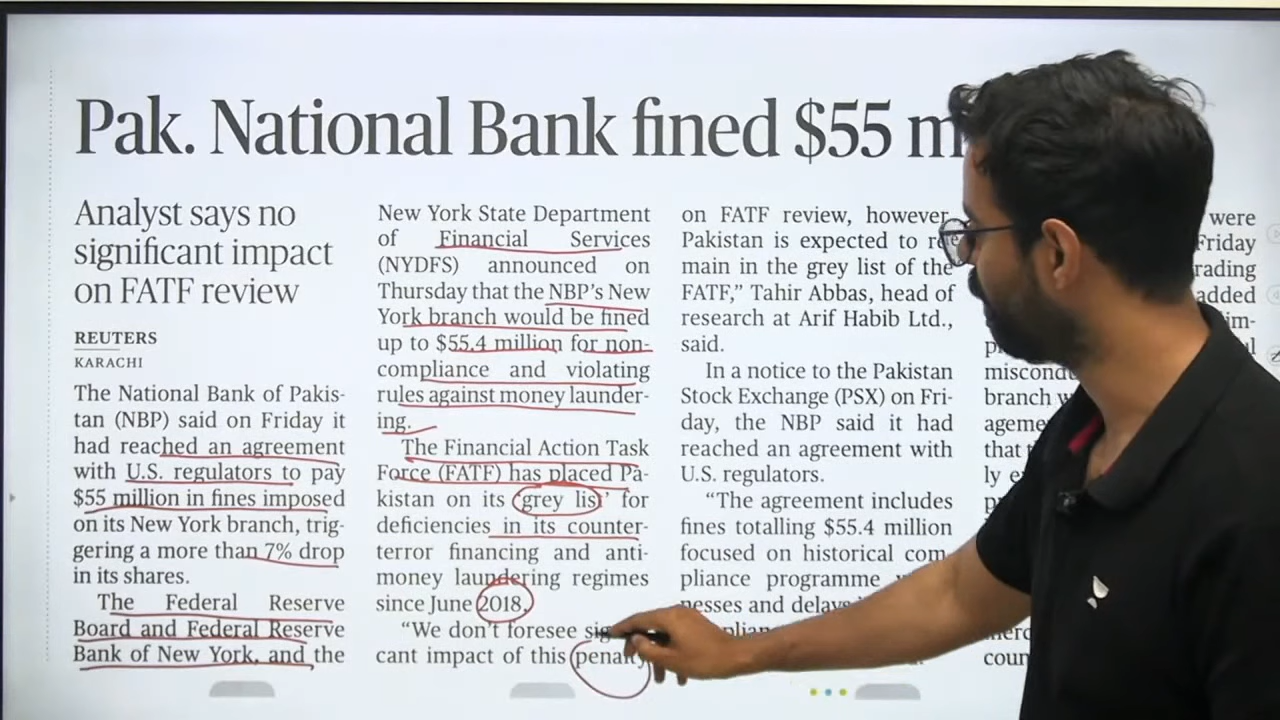 Pak. National Bank fined $55
Analyst says no
significant impact
on FATF review
REUTERS
KARACHI
The National Bank of Pakis-
tan (NBP) said on Friday it
had reached an agreement
with U.S. regulators to pay
$55 million in fines imposed
on its New York branch, trig-
gering a more than 7% drop
in its shares.
The Federal Reserve
Board and Federal Reserve
Bank of New York, and the
New York State Department
of Financial Services
(NYDFS) announced on
Thursday that the NBP's New
York branch would be fined
up to $55.4 million for non-
compliance and violating
rules against money launder-
ing.
The Financial Action Task
Force (FATF) has placed Pa-
kistan on its 'grey list' for
deficiencies in its counter-
terror financing and anti-
money laundering regimes
since June 2018.
"We don't foresee
cant impact of this penalty
on FATF review, however
Pakistan is expected to re-
main in the grey list of the
FATF," Tahir Abbas, head of
research at Arif Habib Ltd.,
said.
In a notice to the Pakistan
Stock Exchange (PSX) on Fri-
day, the NBP said it had
reached an agreement with
U.S. regulators.
"The agreement includes
fines totalling $55.4 million
focused on historical com-
pliance programme
nesses and delays
were
Friday
added
branch
that